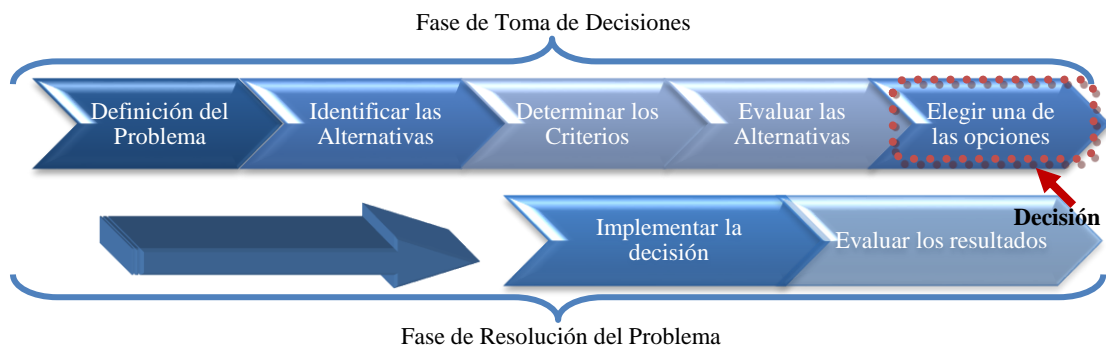 Fase de Toma de Decisiones
Definición del
Problema
Identificar las
Alternativas
Determinar los
Criterios
Evaluar las
Alternativas
Elegir una de
las opciones
Decisión
Implementar la
decisión
Evaluar los resultados
Fase de Resolución del Problema